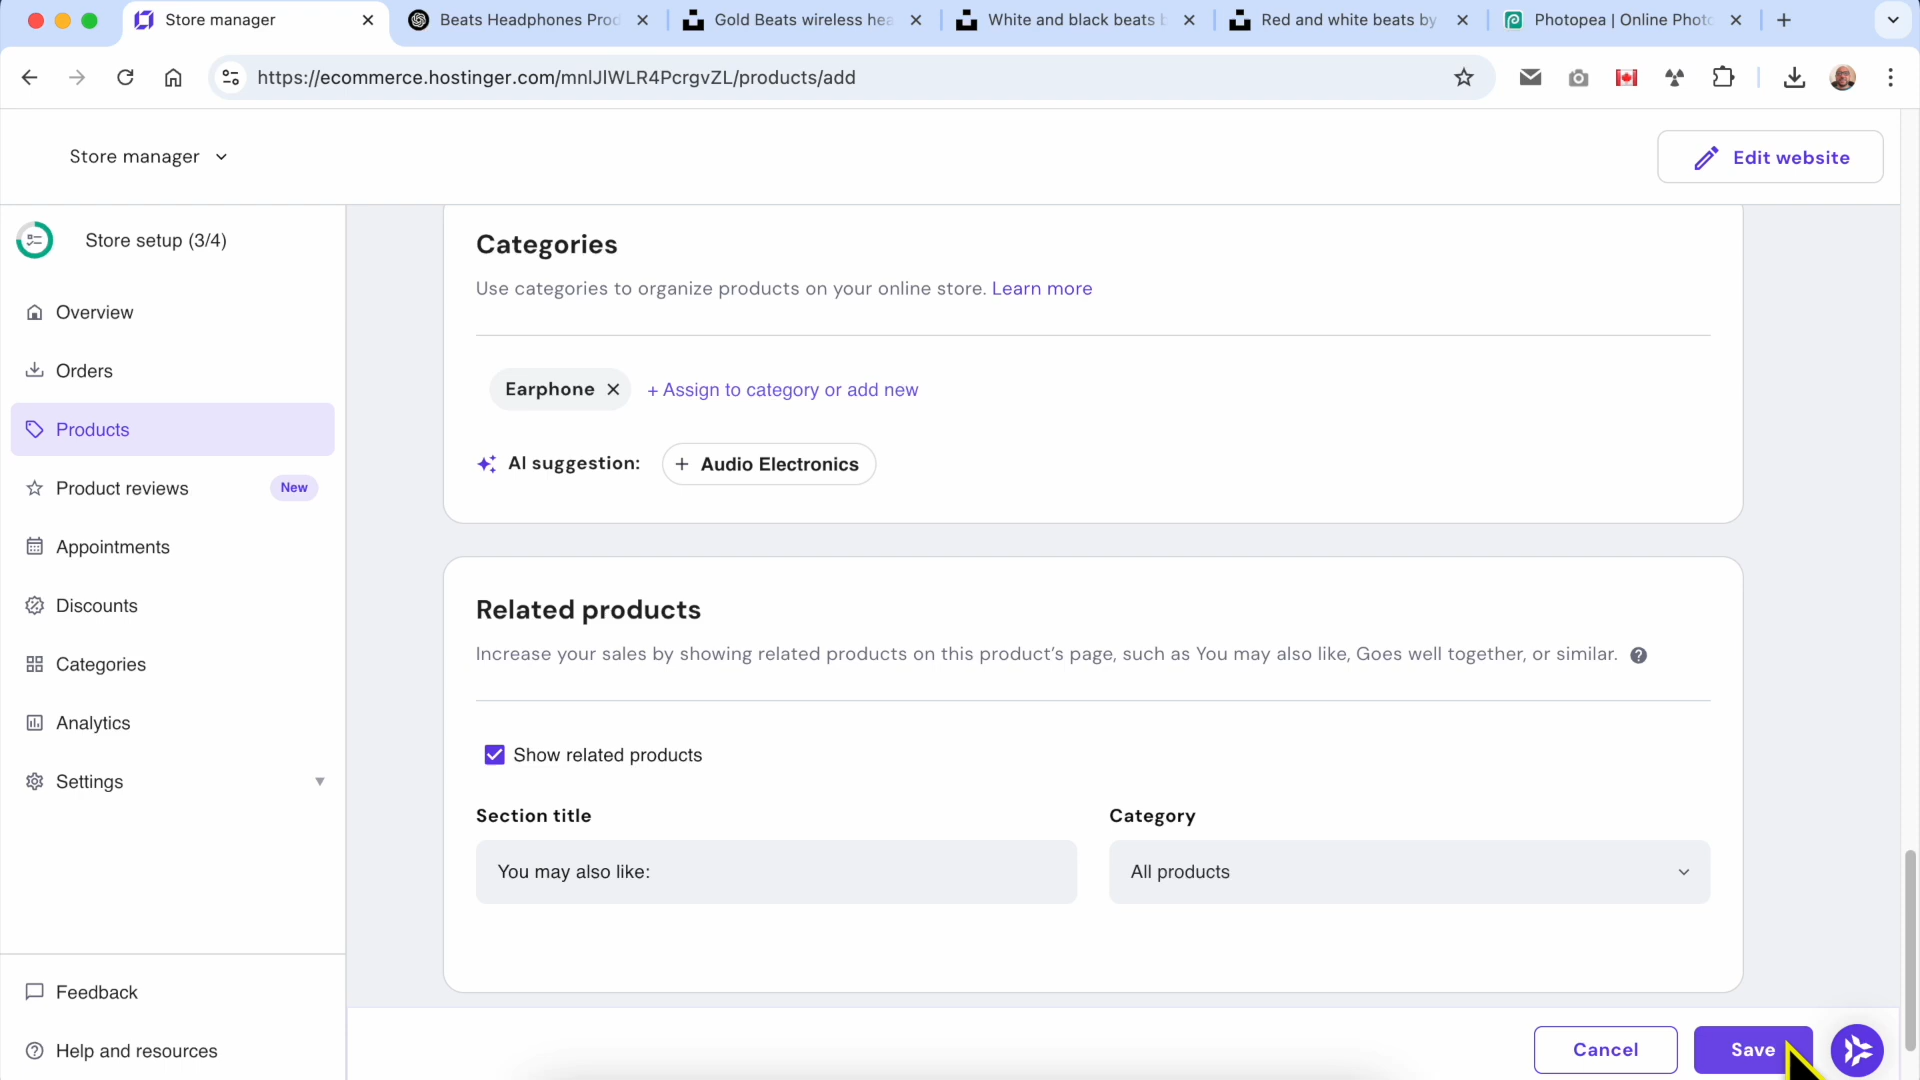 Store manager
Beats Headphones Prod
Gold Beats wireless hea
White and black beats b
Red and white beats by
Photopea | Online Photo
https://ecommerce.hostinger.com/mnlJlWLR4PcrgvZL/products/add
Store manager
Edit website
Store setup (3/4)
Overview
Orders
Products
Product reviews
New
Appointments
Discounts
Categories
Analytics
Settings
Feedback
Help and resources
Categories
Use categories to organize products on your online store. Learn more
Earphone
+ Assign to category or add new
AI suggestion:
+ Audio Electronics
Related products
Increase your sales by showing related products on this product’s page, such as You may also like, Goes well together, or similar.
Show related products
Section title
Category
You may also like:
All products
Cancel
Save